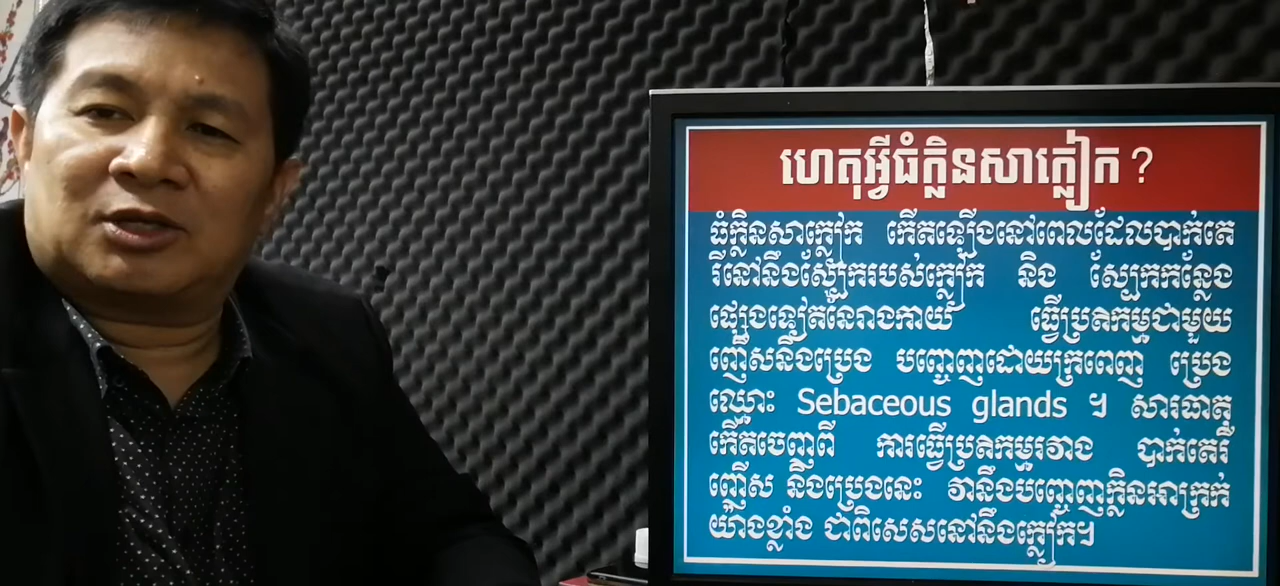 ហេតុអ្វីធំក្លិនសាក្លៀក ?
ធំក្លិនសាក្លៀក កើតឡើងនៅពេលដែលបាក់តេ
រីនៅនឹងស្បែករបស់ក្លៀក និង ស្បែកកន្លែង
ផ្សេងទៀតនៃរាងកាយ ធ្វើប្រតិកម្មជាមួយ
ញើសនឹងប្រេង បញ្ចេញដោយក្រពេញ ប្រេង
ឈ្មោះ Sebaceous glands ។ សារធាតុ
កើតចេញពី ការធ្វើប្រតិកម្មរវាង បាក់តេរី
ញើស និងប្រេងនេះ វានឹងបញ្ចេញក្លិនអាក្រក់
យ៉ាងខ្លាំង ជាពិសេសនៅនឹងក្លៀក។